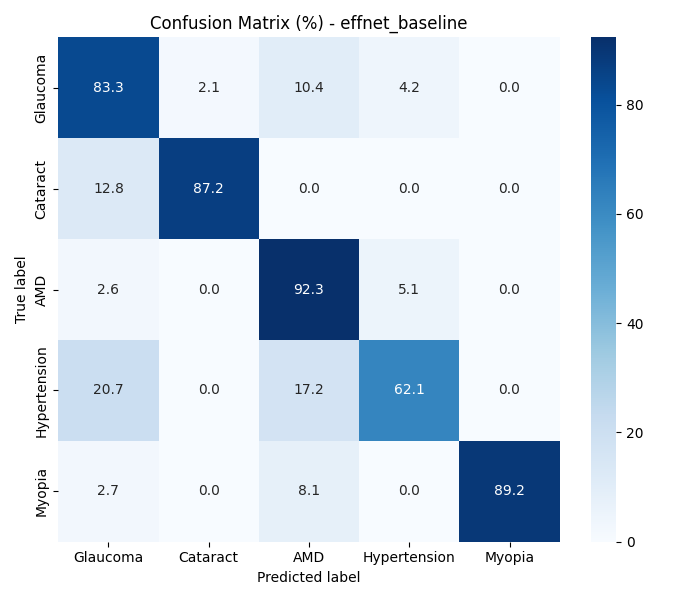 Confusion Matrix (%) - effnet_baseline
True label
Glaucoma 83.3 2.1 10.4 4.2 0.0
Cataract 12.8 87.2 0.0 0.0 0.0
AMD 2.6 0.0 92.3 5.1 0.0
Hypertension 20.7 0.0 17.2 62.1 0.0
Myopia 2.7 0.0 8.1 0.0 89.2
Glaucoma Cataract AMD Hypertension Myopia
Predicted label
80
60
40
20
0